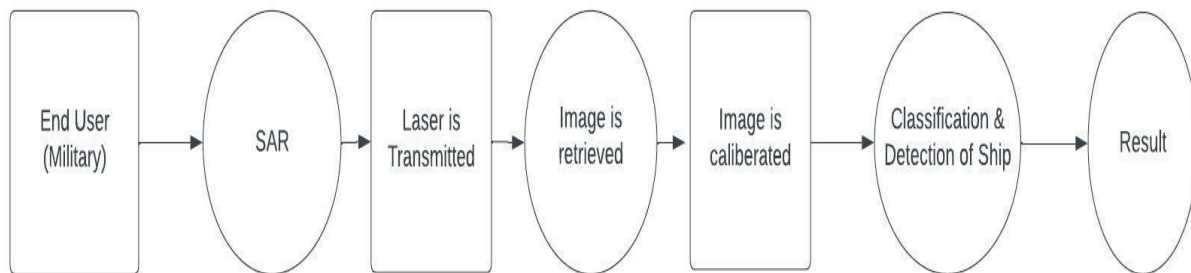 End User
(Military)
SAR
Laser is
Transmitted
Image is
retrieved
Image is
caliberated
Classification &
Detection of Ship
Result